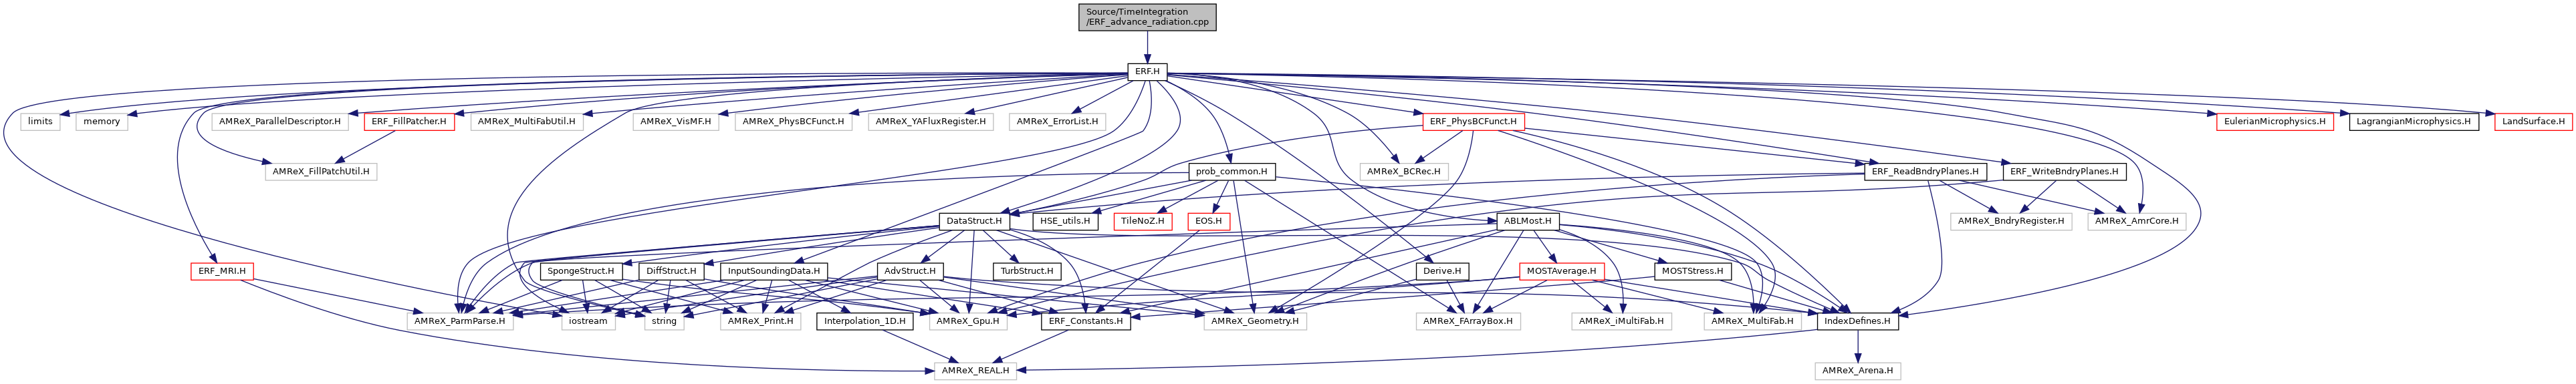 Source/TimeIntegration
/ERF_advance_radiation.cpp
ERF.H
limits
memory
AMReX_ParallelDescriptor.H
ERF_FillPatcher.H
AMReX_MultiFabUtil.H
AMReX_VisMF.H
AMReX_PhysBCFunct.H
AMReX_YAFluxRegister.H
AMReX_ErrorList.H
ERF_PhysBCFunct.H
EulerianMicrophysics.H
LagrangianMicrophysics.H
LandSurface.H
AMReX_FillPatchUtil.H
prob_common.H
AMReX_BCRec.H
ERF_ReadBndryPlanes.H
ERF_WriteBndryPlanes.H
DataStruct.H
HSE_utils.H
TileNoZ.H
EOS.H
ABLMost.H
AMReX_BndryRegister.H
AMReX_AmrCore.H
ERF_MRI.H
SpongeStruct.H
DiffStruct.H
InputSoundingData.H
AdvStruct.H
TurbStruct.H
Derive.H
MOSTAverage.H
MOSTStress.H
AMReX_ParmParse.H
iostream
string
AMReX_Print.H
Interpolation_1D.H
AMReX_Gpu.H
ERF_Constants.H
AMReX_Geometry.H
AMReX_FArrayBox.H
AMReX_iMultiFab.H
AMReX_MultiFab.H
IndexDefines.H
AMReX_REAL.H
AMReX_Arena.H